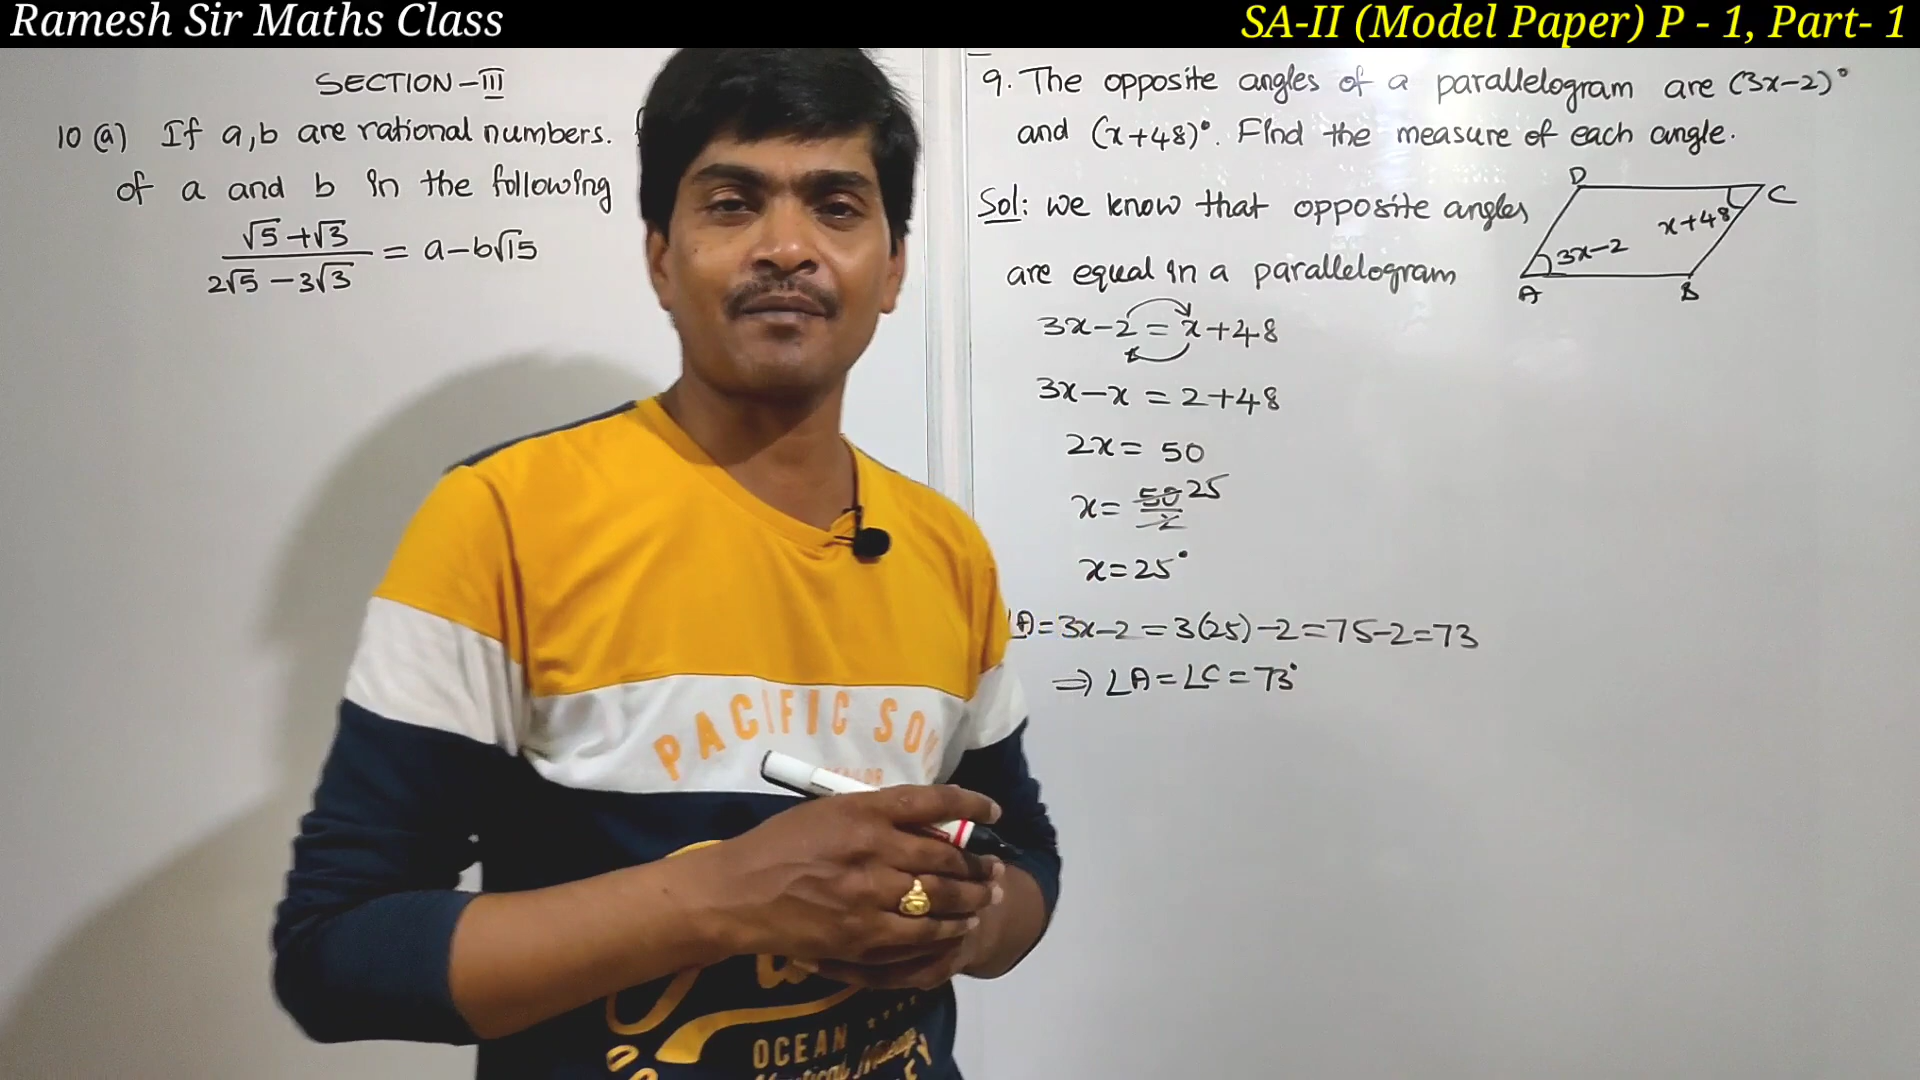 Ramesh Sir Maths Class
SA-II (Model Paper) P - 1, Part- 1
SECTION-III
10 (a) If a,b are rational numbers.
of a and b in the following
√5+√3 / 2√5-3√3 = a-b√15
9. The opposite angles of a parallelogram are (3x-2)°
and (x+48)°. Find the measure of each angle.
Sol: we know that opposite angles
are equal in a parallelogram
D
C
x+48
3x-2
A
B
3x-2 = x+48
3x-x = 2+48
2x = 50
x = 50/2 25
x=25°
∠A=3x-2=3(25)-2=75-2=73
⇒ ∠A=∠C=73°
PACIFIC SO
OCEAN